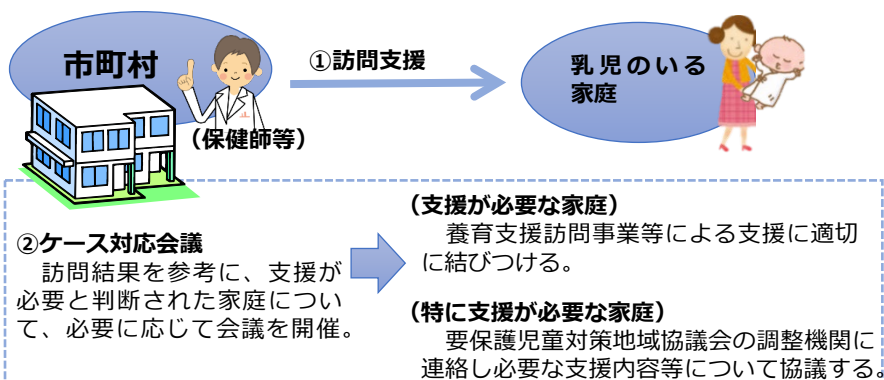 市町村
(保健師等)
①訪問支援
乳児のいる
家庭
②ケース対応会議
訪問結果を参考に、支援が
必要と判断された家庭につい
て、必要に応じて会議を開催。
(支援が必要な家庭)
養育支援訪問事業等による支援に適切
に結びつける。
(特に支援が必要な家庭)
要保護児童対策地域協議会の調整機関に
連絡し必要な支援内容等について協議する。